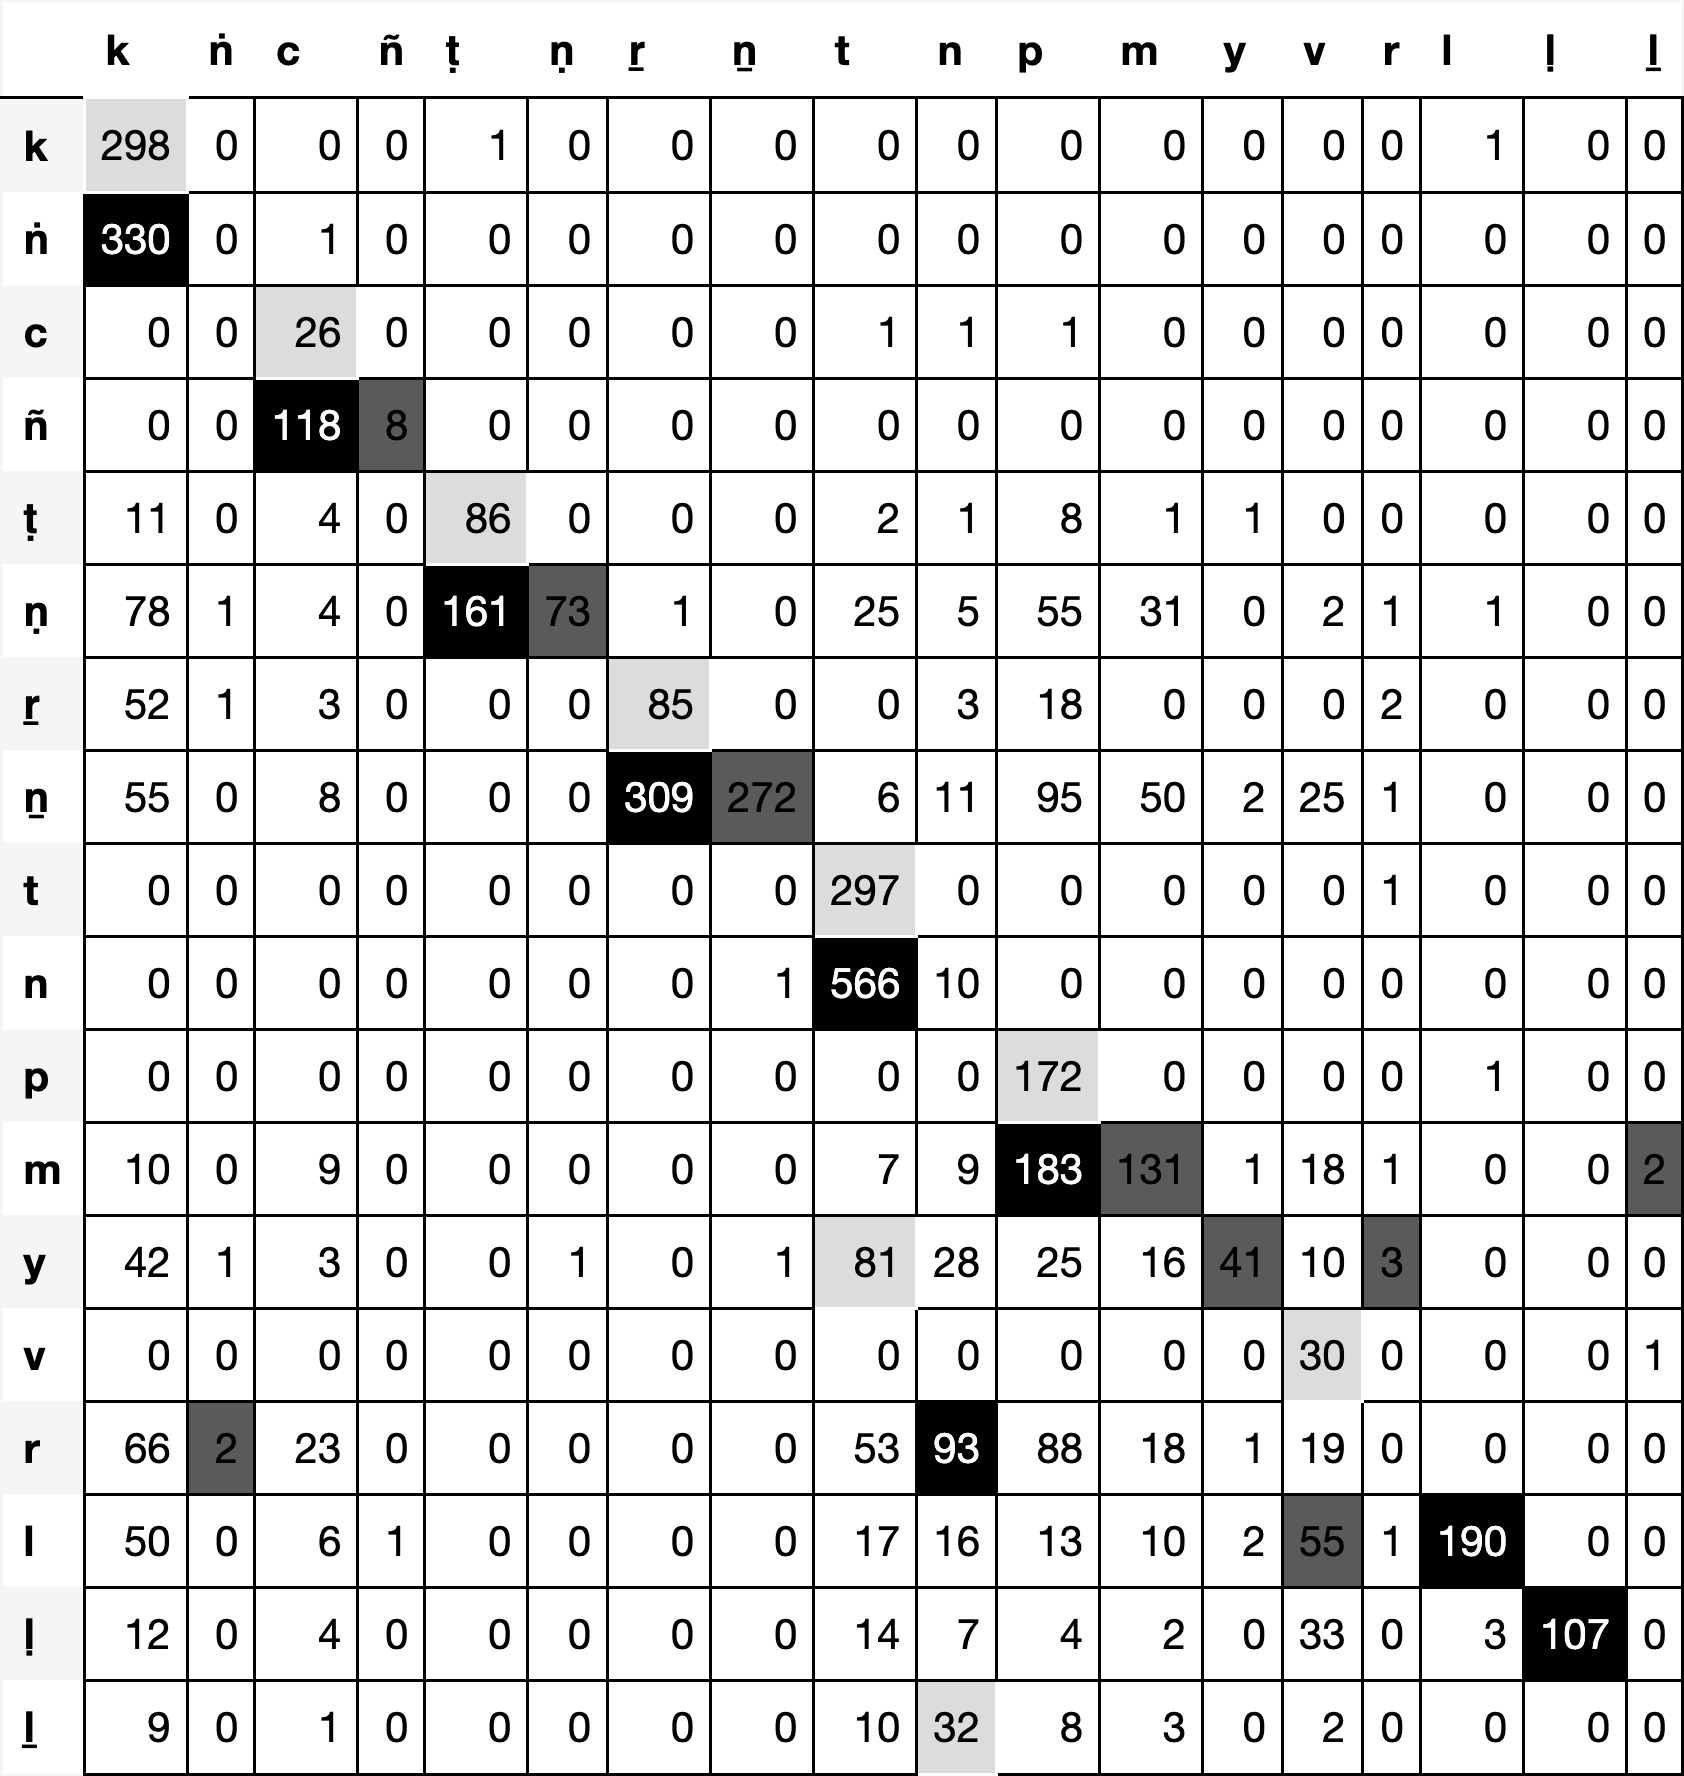 k ṅ c ñ ṭ ṇ ṟ ṉ t n p m y v r l ḷ ḻ
k 298 0 0 0 1 0 0 0 0 0 0 0 0 0 0 1 0 0
ṅ 330 0 1 0 0 0 0 0 0 0 0 0 0 0 0 0 0 0
c 0 0 26 0 0 0 0 0 1 1 1 0 0 0 0 0 0 0
ñ 0 0 118 8 0 0 0 0 0 0 0 0 0 0 0 0 0 0
ṭ 11 0 4 0 86 0 0 0 2 1 8 1 1 0 0 0 0 0
ṇ 78 1 4 0 161 73 1 0 25 5 55 31 0 2 1 1 0 0
ṟ 52 1 3 0 0 0 85 0 0 3 18 0 0 0 2 0 0 0
ṉ 55 0 8 0 0 0 309 272 6 11 95 50 2 25 1 0 0 0
t 0 0 0 0 0 0 0 0 297 0 0 0 0 0 1 0 0 0
n 0 0 0 0 0 0 0 1 566 10 0 0 0 0 0 0 0 0
p 0 0 0 0 0 0 0 0 0 0 172 0 0 0 0 1 0 0
m 10 0 9 0 0 0 0 0 7 9 183 131 1 18 1 0 0 2
y 42 1 3 0 0 1 0 1 81 28 25 16 41 10 3 0 0 0
v 0 0 0 0 0 0 0 0 0 0 0 0 0 30 0 0 0 1
r 66 2 23 0 0 0 0 0 53 93 88 18 1 19 0 0 0 0
l 50 0 6 1 0 0 0 0 17 16 13 10 2 55 1 190 0 0
ḷ 12 0 4 0 0 0 0 0 14 7 4 2 0 33 0 3 107 0
ḻ 9 0 1 0 0 0 0 0 10 32 8 3 0 2 0 0 0 0